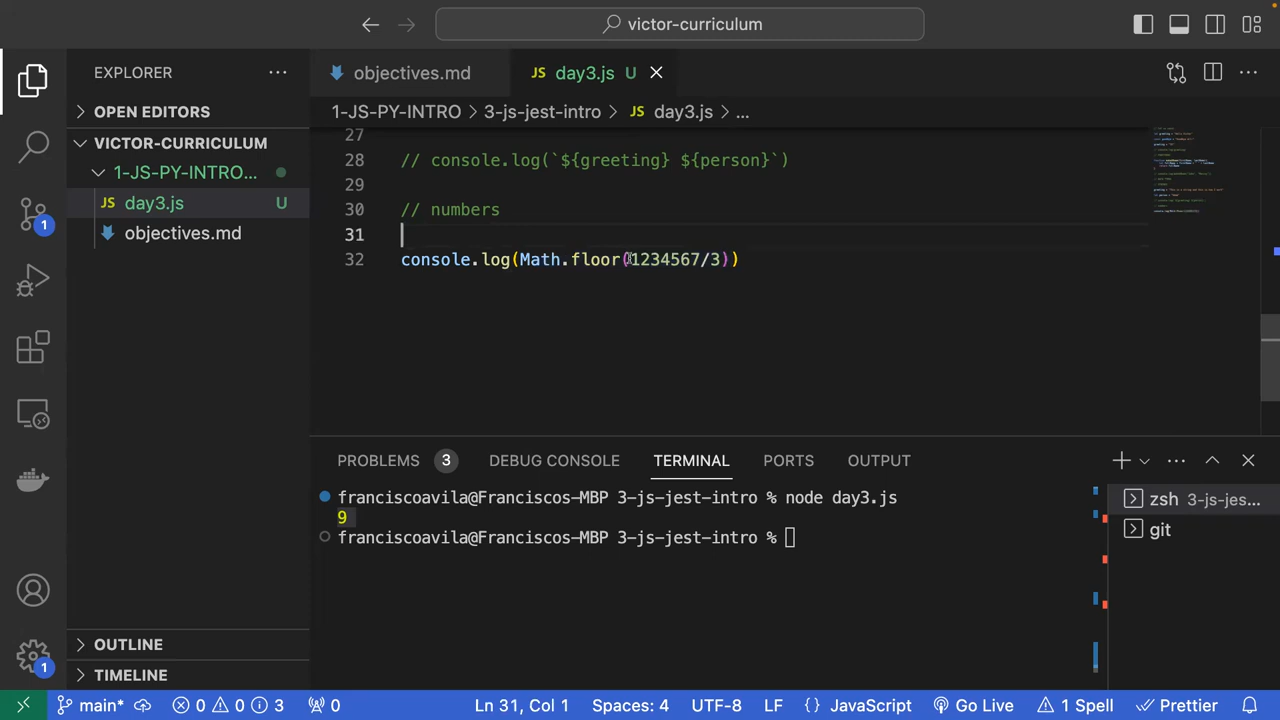 victor-curriculum
EXPLORER
objectives.md
JS day3.js U
OPEN EDITORS
1-JS-PY-INTRO > 3-js-jest-intro > JS day3.js > ...
VICTOR-CURRICULUM
1-JS-PY-INTRO...
JS day3.js U
objectives.md
27
28 // console.log(`${greeting} ${person}`)
29
30 // numbers
31
32 console.log(Math.floor(1234567/3))
PROBLEMS 3 DEBUG CONSOLE TERMINAL PORTS OUTPUT
franciscoavila@Franciscos-MBP 3-js-jest-intro % node day3.js
9
franciscoavila@Franciscos-MBP 3-js-jest-intro %
zsh 3-js-jes...
git
1
1
OUTLINE
TIMELINE
main* 0 0 3 0 Ln 31, Col 1 Spaces: 4 UTF-8 LF {} JavaScript Go Live 1 Spell Prettier